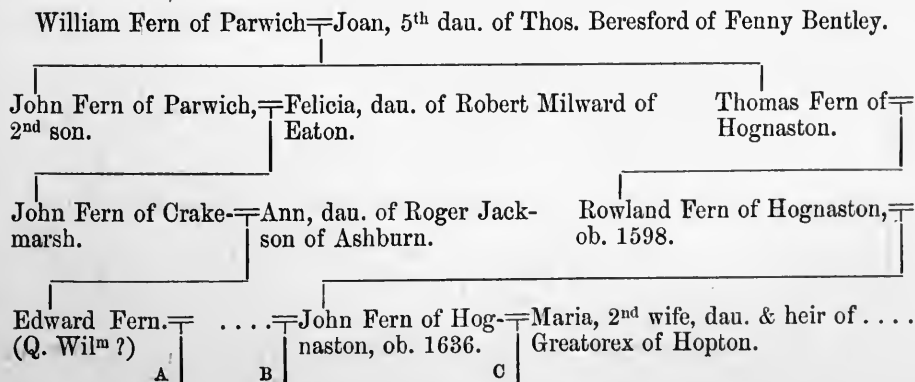 William Fern of Parwich=Joan, 5th dau. of Thos. Beresford of Fenny Bentley.
John Fern of Parwich,=Felicia, dau. of Robert Milward of
2nd son. Eaton.
Thomas Fern of=
Hognaston.
John Fern of Crake-=Ann, dau. of Roger Jack-
marsh. son of Ashburn.
Rowland Fern of Hognaston,=
ob. 1598.
Edward Fern.=
(Q. Wilm ?)
....=John Fern of Hog-=Maria, 2nd wife, dau. & heir of ....
naston, ob. 1636. Greatorex of Hopton.
A B C